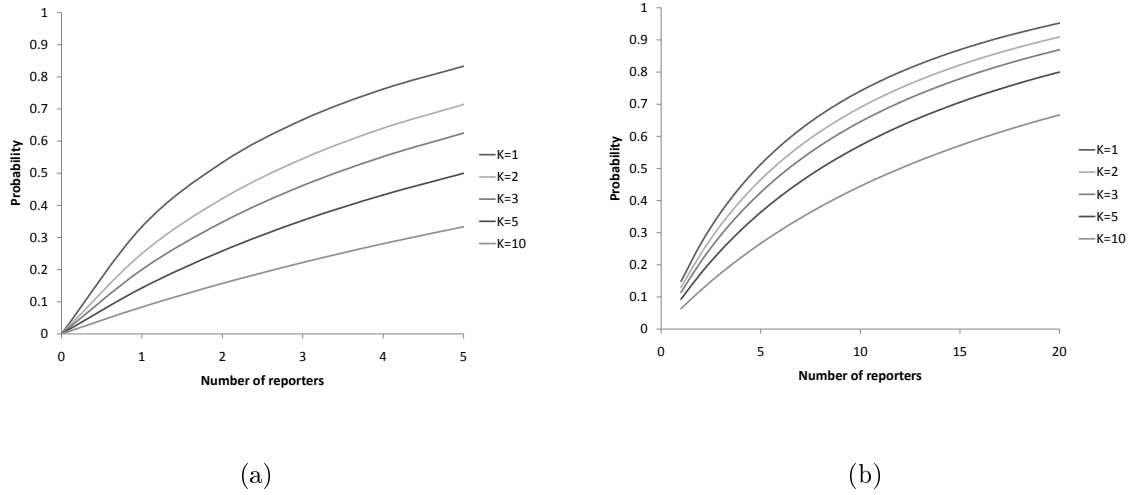 1
0.9
0.8
0.7
0.6
0.5
0.4
0.3
0.2
0.1
0
Probability
0 1 2 3 4 5
Number of reporters
K=1
K=2
K=3
K=5
K=10
(a)
1
0.9
0.8
0.7
0.6
0.5
0.4
0.3
0.2
0.1
0
Probability
0 5 10 15 20
Number of reporters
K=1
K=2
K=3
K=5
K=10
(b)